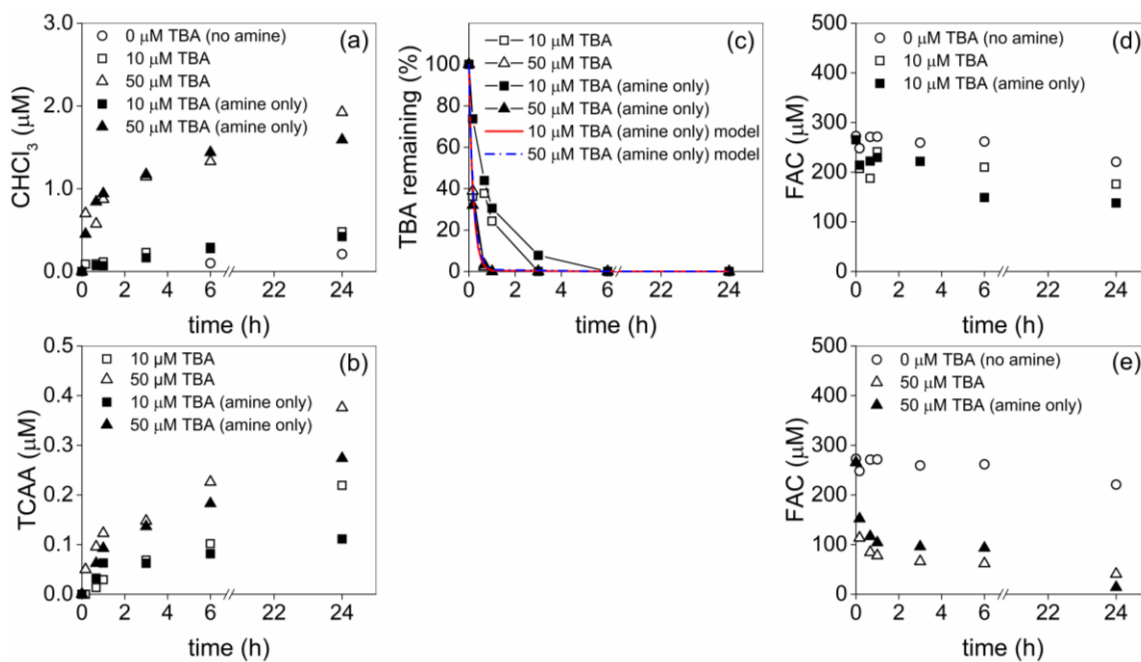 (a)
CHCl3 (μM)
3.0
2.0
1.0
0.0
0 μM TBA (no amine)
10 μM TBA
50 μM TBA
10 μM TBA (amine only)
50 μM TBA (amine only)
0 2 4 6 22 24
time (h)
(c)
TBA remaining (%)
100
80
60
40
20
0
10 μM TBA
50 μM TBA
10 μM TBA (amine only)
50 μM TBA (amine only)
10 μM TBA (amine only) model
50 μM TBA (amine only) model
0 2 4 6 22 24
time (h)
(d)
FAC (μM)
500
400
300
200
100
0
0 μM TBA (no amine)
10 μM TBA
10 μM TBA (amine only)
0 2 4 6 22 24
time (h)
(b)
TCAA (μM)
0.5
0.4
0.3
0.2
0.1
0.0
10 μM TBA
50 μM TBA
10 μM TBA (amine only)
50 μM TBA (amine only)
0 2 4 6 22 24
time (h)
(e)
FAC (μM)
500
400
300
200
100
0
0 μM TBA (no amine)
50 μM TBA
50 μM TBA (amine only)
0 2 4 6 22 24
time (h)